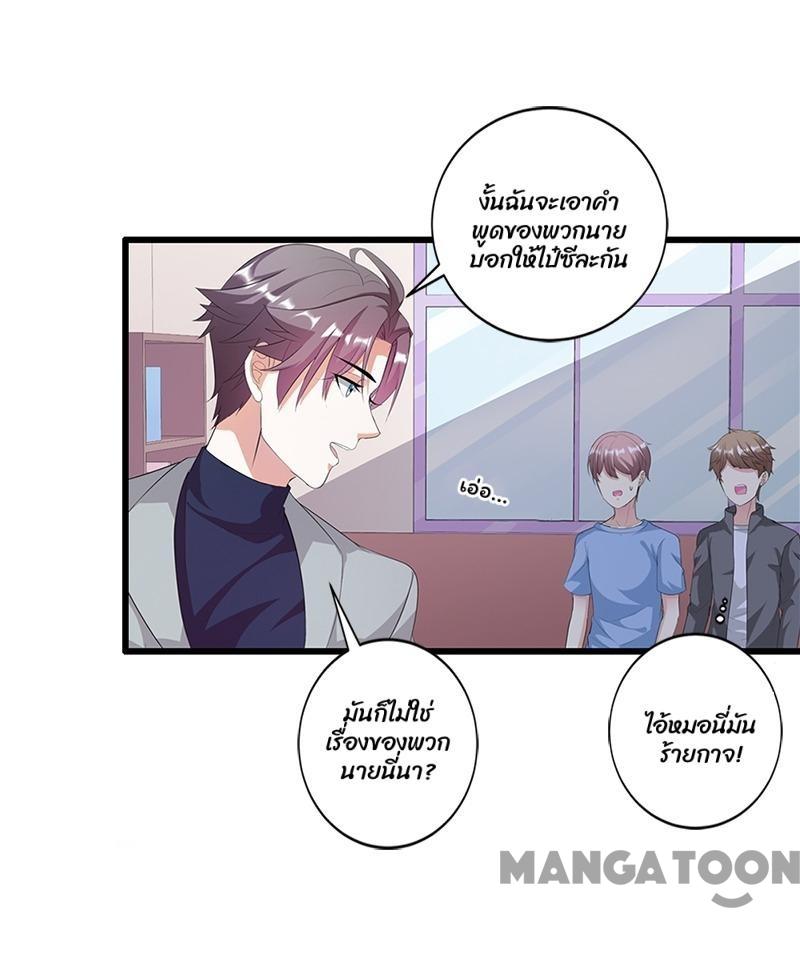 งั้นฉันจะเอาคำ
พูดของพวกนาย
บอกให้ไป๋ซีละกัน
เอ่อ...
มันก็ไม่ใช่
เรื่องของพวก
นายนี่นา?
ไอ้หมอนี่มัน
ร้ายกาจ!
MANGATOON